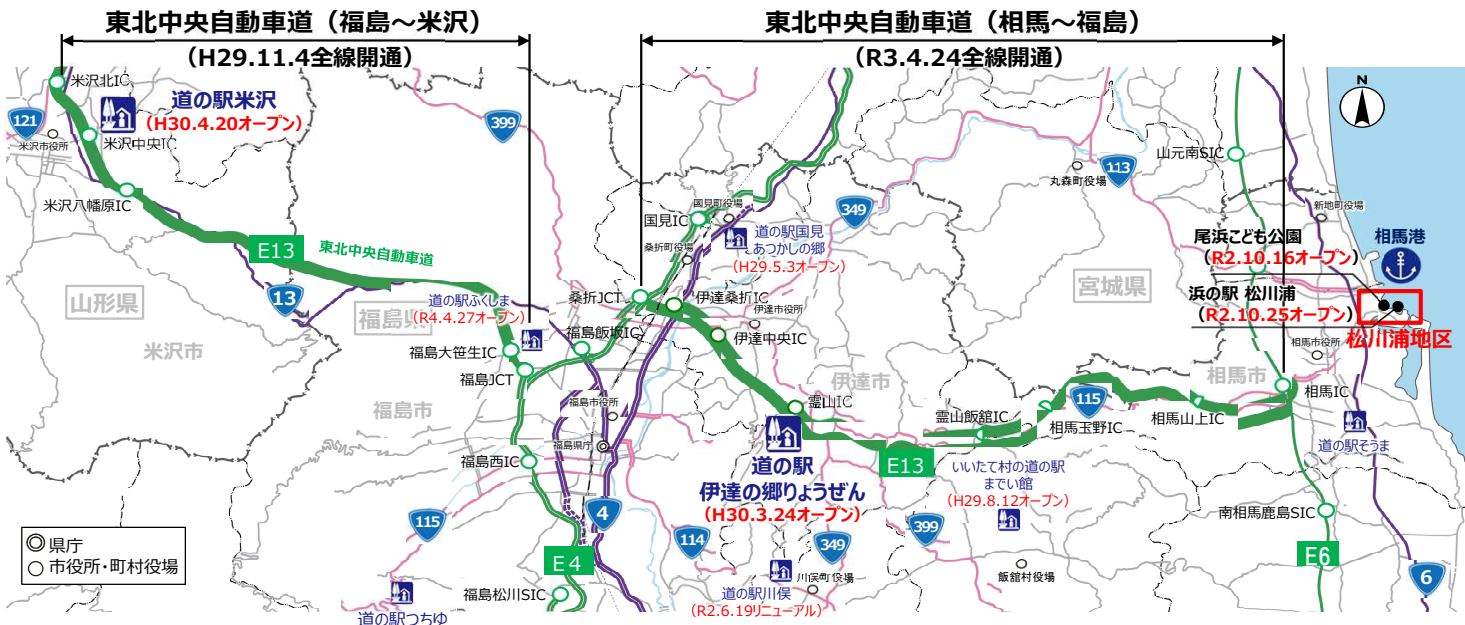 東北中央自動車道（福島～米沢）
（H29.11.4全線開通）
東北中央自動車道（相馬～福島）
（R3.4.24全線開通）
米沢北IC
道の駅米沢
（H30.4.20オープン）
121
米沢市役所
米沢中央IC
399
米沢八幡原IC
E13
東北中央自動車道
13
山形県
米沢市
福島県
道の駅ふくしま
（R4.4.27オープン）
福島大笹生IC
福島JCT
福島飯坂IC
福島市
福島市役所
福島県庁
福島西IC
115
4
E4
福島松川SIC
道の駅つちゆ
国見IC
国見町役場
桑折町役場
道の駅国見
あつかしの郷
（H29.5.3オープン）
349
桑折JCT
伊達桑折IC
伊達市役所
伊達中央IC
伊達市
霊山IC
道の駅
伊達の郷りょうぜん
（H30.3.24オープン）
E13
霊山飯舘IC
相馬玉野IC
115
相馬山上IC
いいたて村の道の駅
までい館
（H29.8.12オープン）
399
飯舘村役場
114
349
川俣町役場
道の駅川俣
（R2.6.19リニューアル）
丸森町役場
113
宮城県
山元南SIC
新地町役場
N
尾浜こども公園
（R2.10.16オープン）
相馬港
浜の駅 松川浦
（R2.10.25オープン）
松川浦地区
相馬市役所
相馬市
相馬IC
道の駅そうま
南相馬鹿島SIC
E6
6
◎県庁
○市役所・町村役場